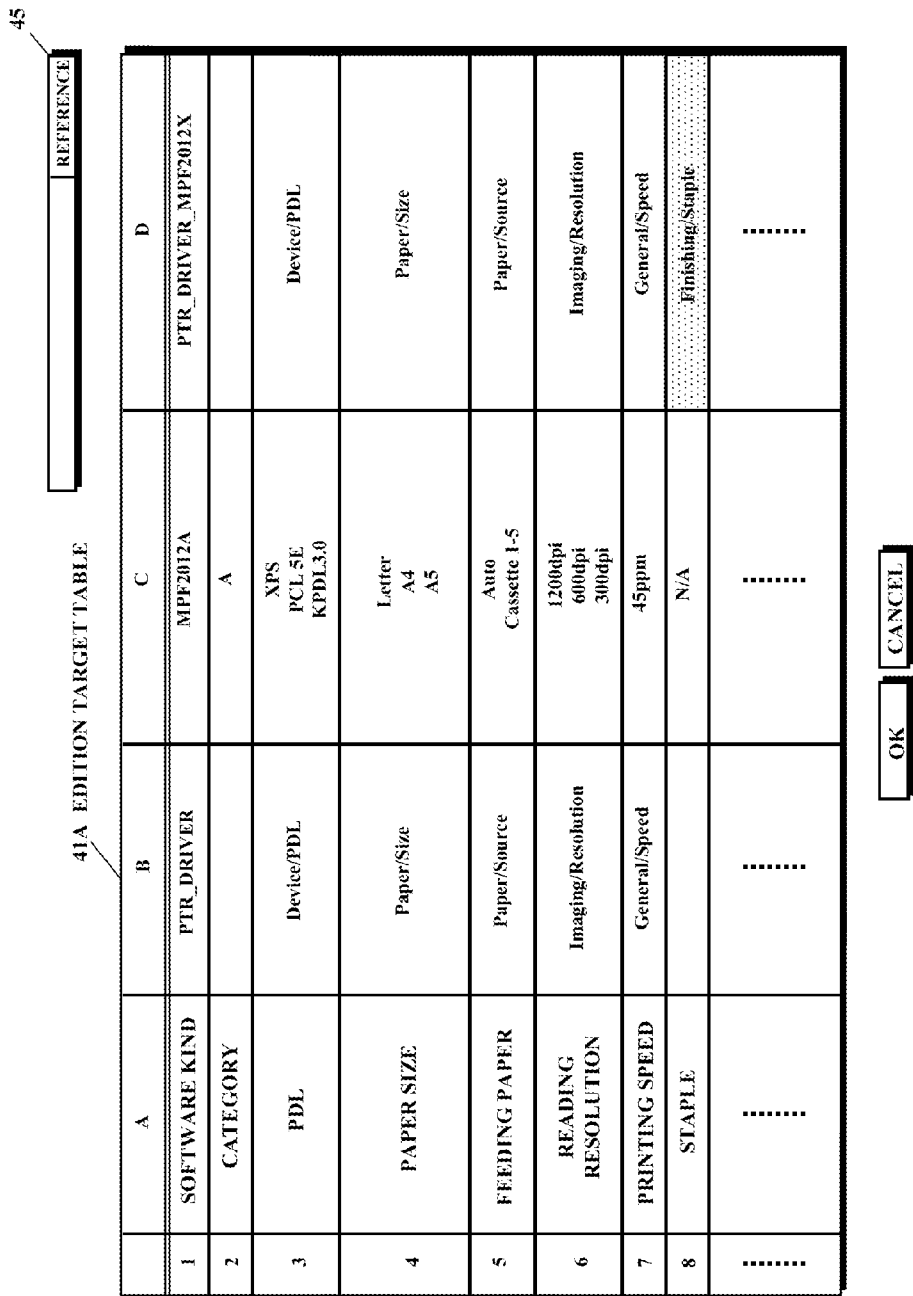 45
REFERENCE
41A EDITION TARGET TABLE
A B C D
1 SOFTWARE KIND PTR_DRIVER MPF2012A PTR_DRIVER_MPF2012X
2 CATEGORY A
3 PDL Device/PDL XPS Device/PDL
PCL 5E
KPDL3.0
4 PAPER SIZE Paper/Size Letter Paper/Size
A4
A5
5 FEEDING PAPER Paper/Source Auto Paper/Source
Cassette 1-5
6 READING Imaging/Resolution 1200dpi Imaging/Resolution
RESOLUTION 600dpi
300dpi
7 PRINTING SPEED General/Speed 45ppm General/Speed
8 STAPLE N/A Finishing/Staple
........ ........ ........ ........ ........
OK CANCEL